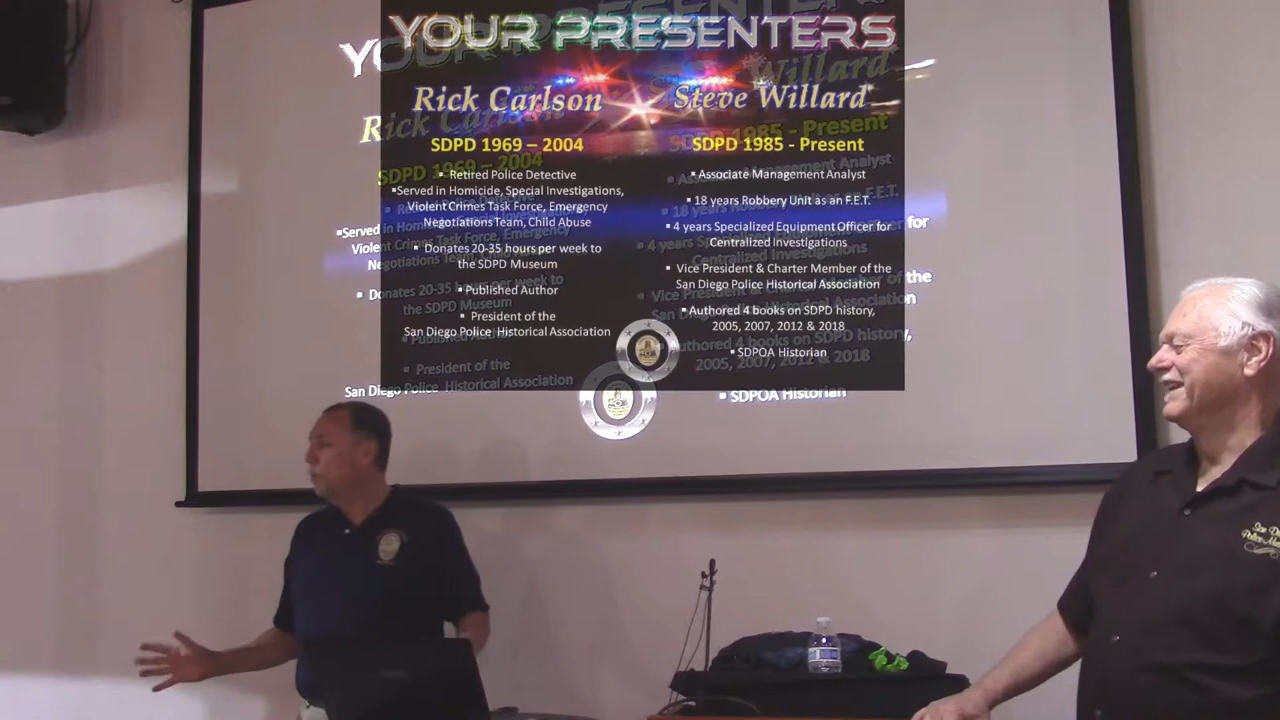 YOUR PRESENTERS
Rick Carlson
SDPD 1969 – 2004
▪ Retired Police Detective
▪Served in Homicide, Special Investigations,
Violent Crimes Task Force, Emergency
Negotiations Team, Child Abuse
▪ Donates 20-35 hours per week to
the SDPD Museum
▪Published Author
▪ President of the
San Diego Police Historical Association
Steve Willard
SDPD 1985 - Present
▪ Associate Management Analyst
▪ 18 years Robbery Unit as an F.E.T.
▪ 4 years Specialized Equipment Officer for
Centralized Investigations
▪ Vice President & Charter Member of the
San Diego Police Historical Association
▪ Authored 4 books on SDPD history,
2005, 2007, 2012 & 2018
▪ SDPOA Historian